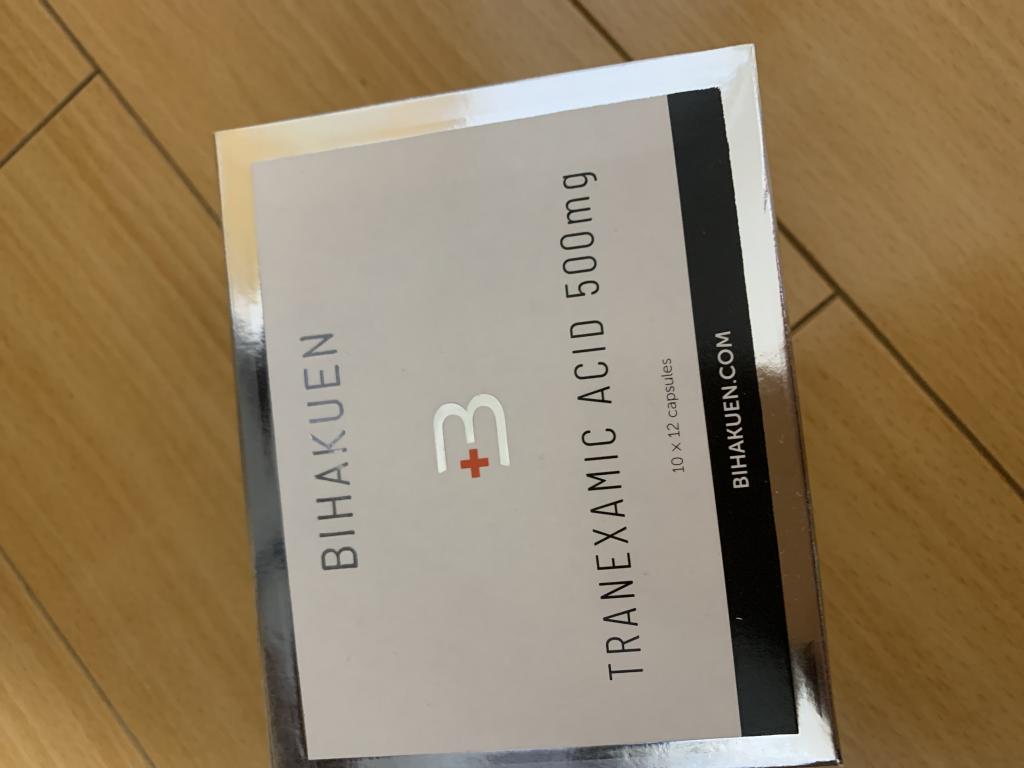 BIHAKUEN
B
TRANEXAMIC ACID 500mg
10 x 12 capsules
BIHAKUEN.COM